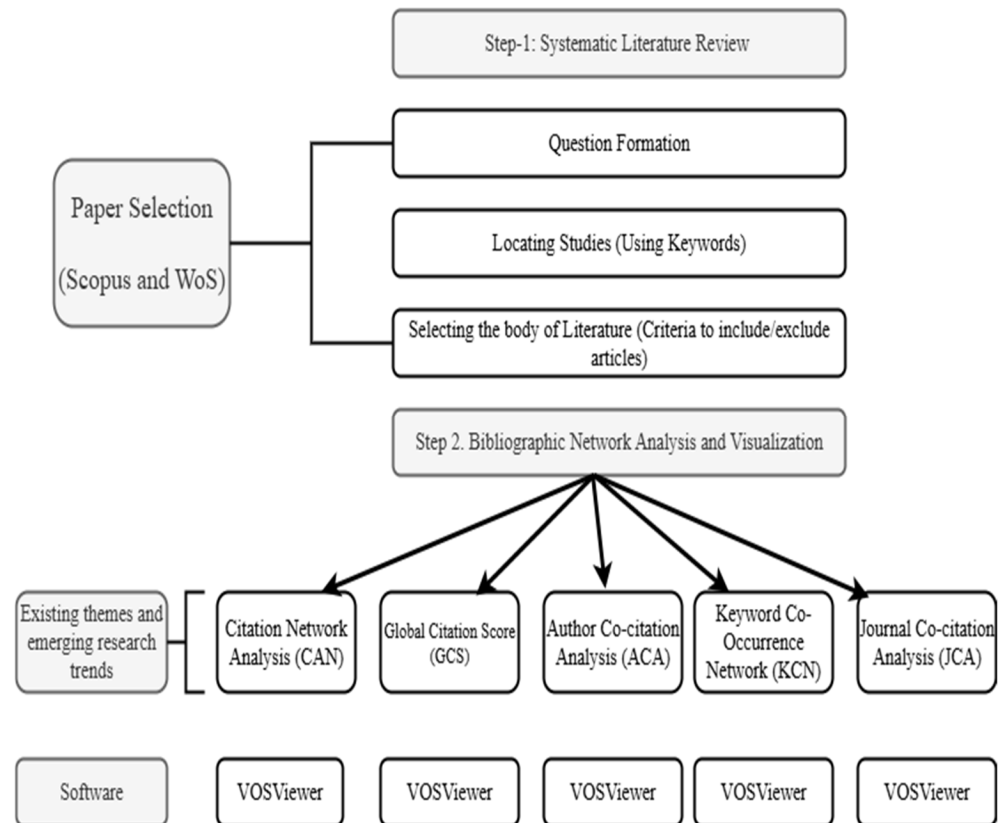 Step-1: Systematic Literature Review
Question Formation
Paper Selection
(Scopus and WoS)
Locating Studies (Using Keywords)
Selecting the body of Literature (Criteria to include/exclude
articles)
Step 2. Bibliographic Network Analysis and Visualization
Existing themes and
emerging research
trends
Citation Network
Analysis (CAN)
Global Citation Score
(GCS)
Author Co-citation
Analysis (ACA)
Keyword Co-
Occurrence
Network (KCN)
Journal Co-citation
Analysis (JCA)
Software
VOSViewer
VOSViewer
VOSViewer
VOSViewer
VOSViewer